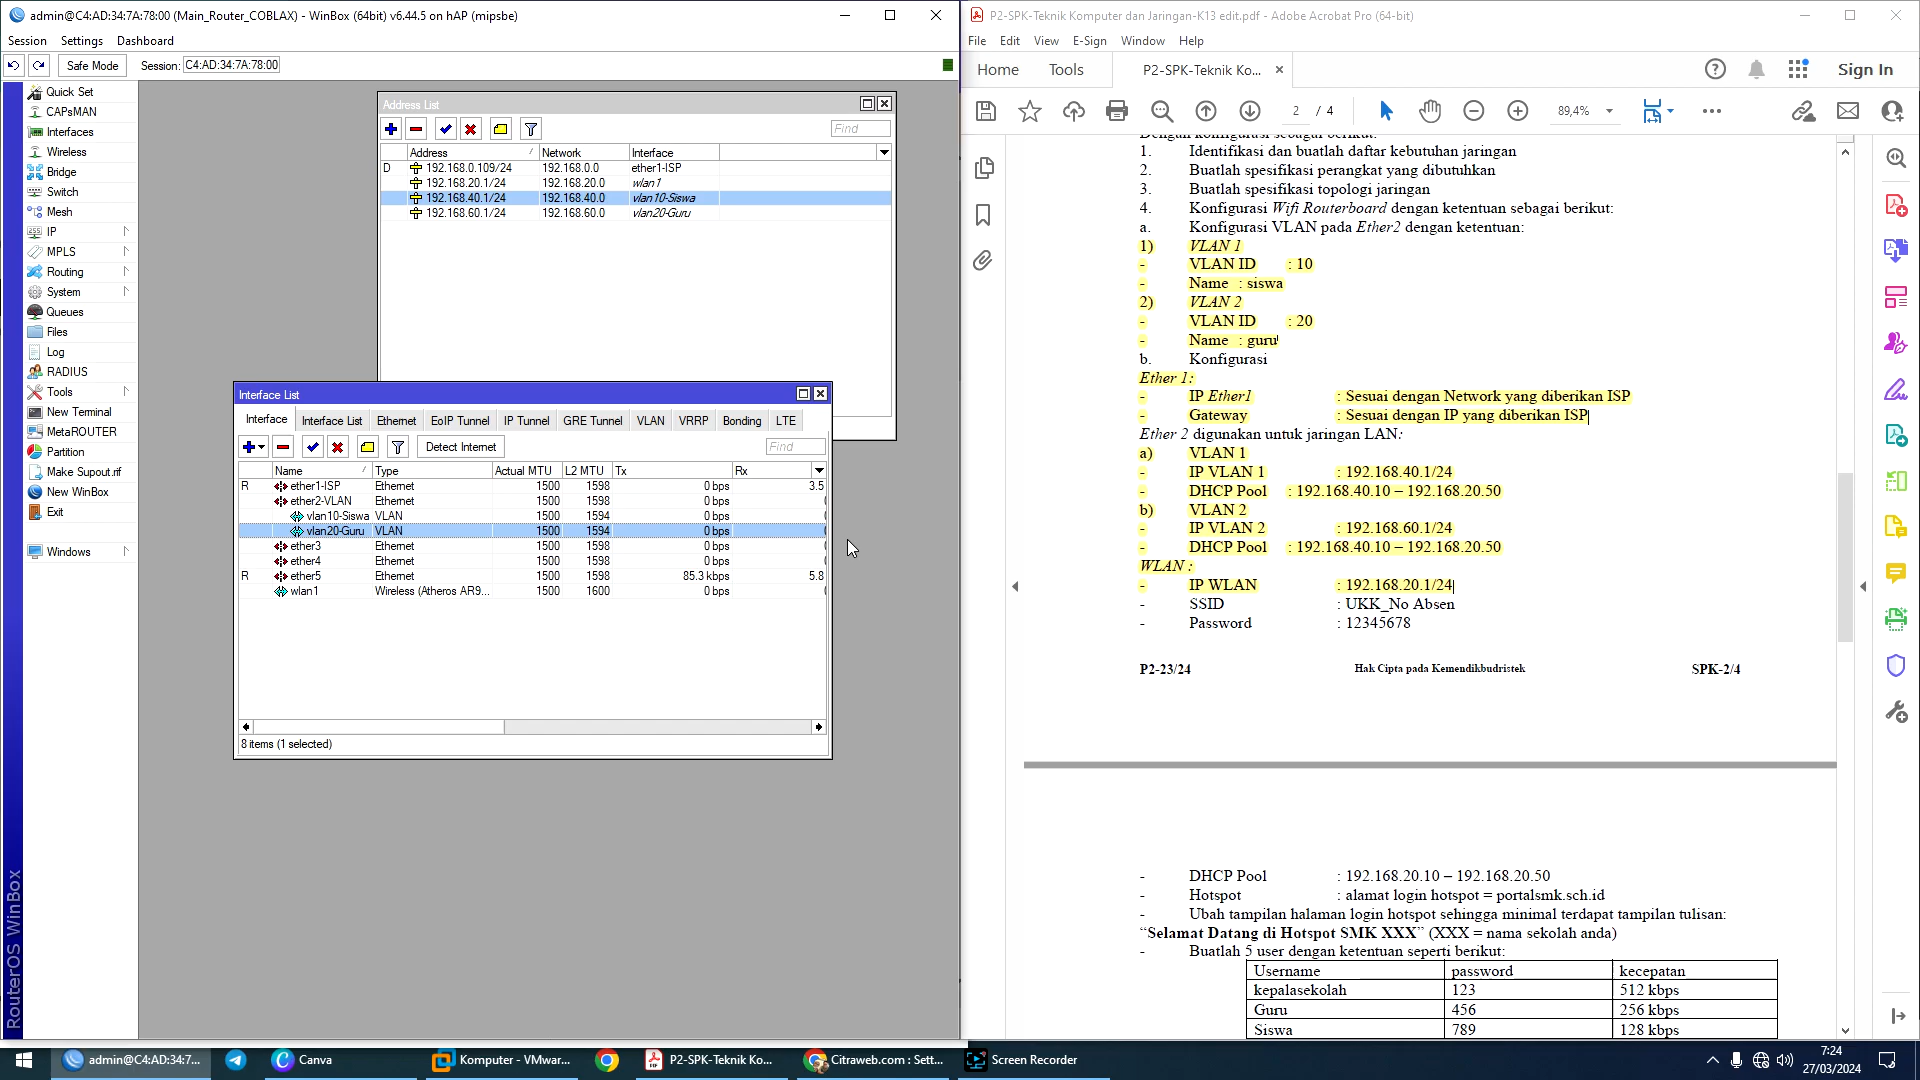 admin@C4:AD:34:7A:78:00 (Main_Router_COBLAX) - WinBox (64bit) v6.44.5 on hAP (mipsbe)
Session Settings Dashboard
Safe Mode Session: C4:AD:34:7A:78:00
Quick Set
CAPsMAN
Interfaces
Wireless
Bridge
Switch
Mesh
IP
MPLS
Routing
System
Queues
Files
Log
RADIUS
Tools
New Terminal
MetaROUTER
Partition
Make Supout.rif
New WinBox
Exit
Windows
RouterOS WinBox
Address List
Find
Address Network Interface
D 192.168.0.109/24 192.168.0.0 ether1-ISP
192.168.20.1/24 192.168.20.0 wlan1
192.168.40.1/24 192.168.40.0 vlan10-Siswa
192.168.60.1/24 192.168.60.0 vlan20-Guru
Interface List
Interface Interface List Ethernet EoIP Tunnel IP Tunnel GRE Tunnel VLAN VRRP Bonding LTE
Detect Internet Find
Name Type Actual MTU L2 MTU Tx Rx
R ether1-ISP Ethernet 1500 1598 0 bps 3.5
ether2-VLAN Ethernet 1500 1598 0 bps
vlan10-Siswa VLAN 1500 1594 0 bps
vlan20-Guru VLAN 1500 1594 0 bps
ether3 Ethernet 1500 1598 0 bps
ether4 Ethernet 1500 1598 0 bps
R ether5 Ethernet 1500 1598 85.3 kbps 5.8
wlan1 Wireless (Atheros AR9... 1500 1600 0 bps
8 items (1 selected)
P2-SPK-Teknik Komputer dan Jaringan-K13 edit.pdf - Adobe Acrobat Pro (64-bit)
File Edit View E-Sign Window Help
Home Tools P2-SPK-Teknik Ko... Sign In
2 / 4 89,4%
Dengan konfigurasi sebagai berikut:
1. Identifikasi dan buatlah daftar kebutuhan jaringan
2. Buatlah spesifikasi perangkat yang dibutuhkan
3. Buatlah spesifikasi topologi jaringan
4. Konfigurasi Wifi Routerboard dengan ketentuan sebagai berikut:
a. Konfigurasi VLAN pada Ether2 dengan ketentuan:
1) VLAN 1
- VLAN ID : 10
- Name : siswa
2) VLAN 2
- VLAN ID : 20
- Name : guru
b. Konfigurasi
Ether 1:
- IP Ether1 : Sesuai dengan Network yang diberikan ISP
- Gateway : Sesuai dengan IP yang diberikan ISP
Ether 2 digunakan untuk jaringan LAN:
a) VLAN 1
- IP VLAN 1 : 192.168.40.1/24
- DHCP Pool : 192.168.40.10 – 192.168.20.50
b) VLAN 2
- IP VLAN 2 : 192.168.60.1/24
- DHCP Pool : 192.168.40.10 – 192.168.20.50
WLAN :
- IP WLAN : 192.168.20.1/24
- SSID : UKK_No Absen
- Password : 12345678
P2-23/24 Hak Cipta pada Kemendikbudristek SPK-2/4
- DHCP Pool : 192.168.20.10 – 192.168.20.50
- Hotspot : alamat login hotspot = portalsmk.sch.id
- Ubah tampilan halaman login hotspot sehingga minimal terdapat tampilan tulisan:
“Selamat Datang di Hotspot SMK XXX” (XXX = nama sekolah anda)
- Buatlah 5 user dengan ketentuan seperti berikut:
Username password kecepatan
kepalasekolah 123 512 kbps
Guru 456 256 kbps
Siswa 789 128 kbps
admin@C4:AD:34:7... Canva Komputer - VMwar... P2-SPK-Teknik Ko... Citraweb.com : Sett... Screen Recorder
7:24
27/03/2024